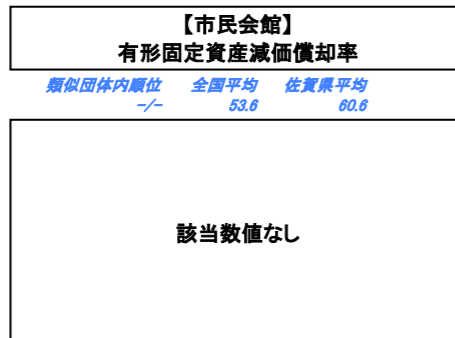 【市民会館】
有形固定資産減価償却率
類似団体内順位 全国平均 佐賀県平均
-/- 53.6 60.6
該当数値なし